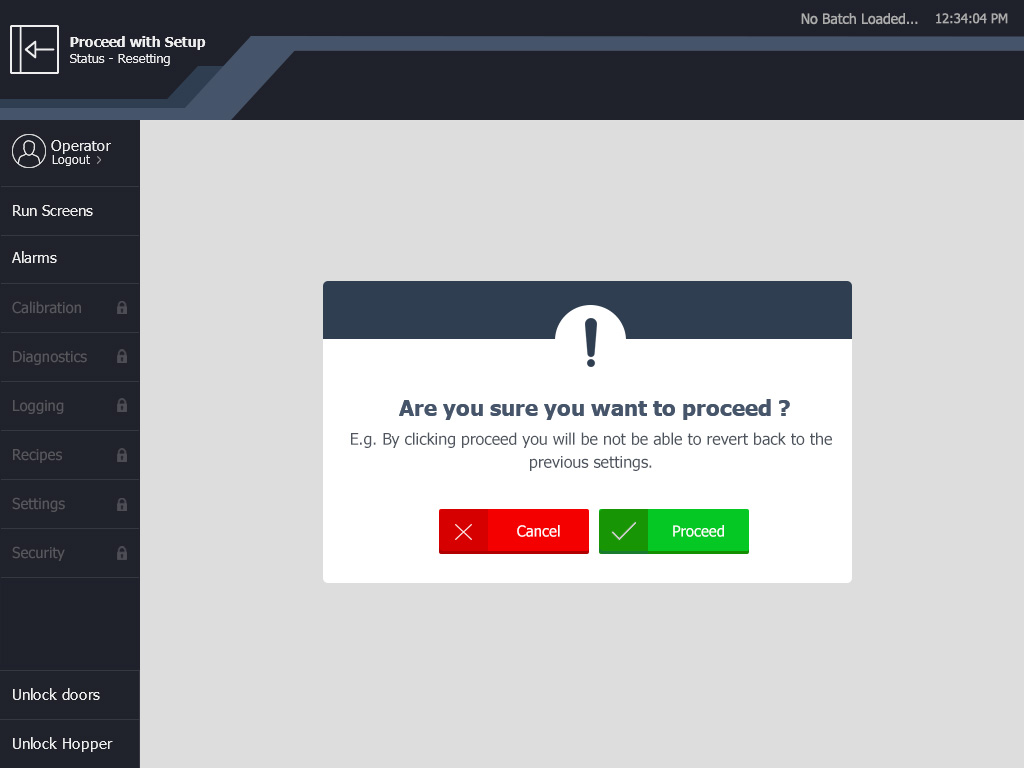 No Batch Loaded... 12:34:04 PM
Proceed with Setup
Status - Resetting
Operator
Logout >
Run Screens
Alarms
Calibration
Diagnostics
Logging
Recipes
Settings
Security
Unlock doors
Unlock Hopper
Are you sure you want to proceed ?
E.g. By clicking proceed you will be not be able to revert back to the
previous settings.
Cancel Proceed